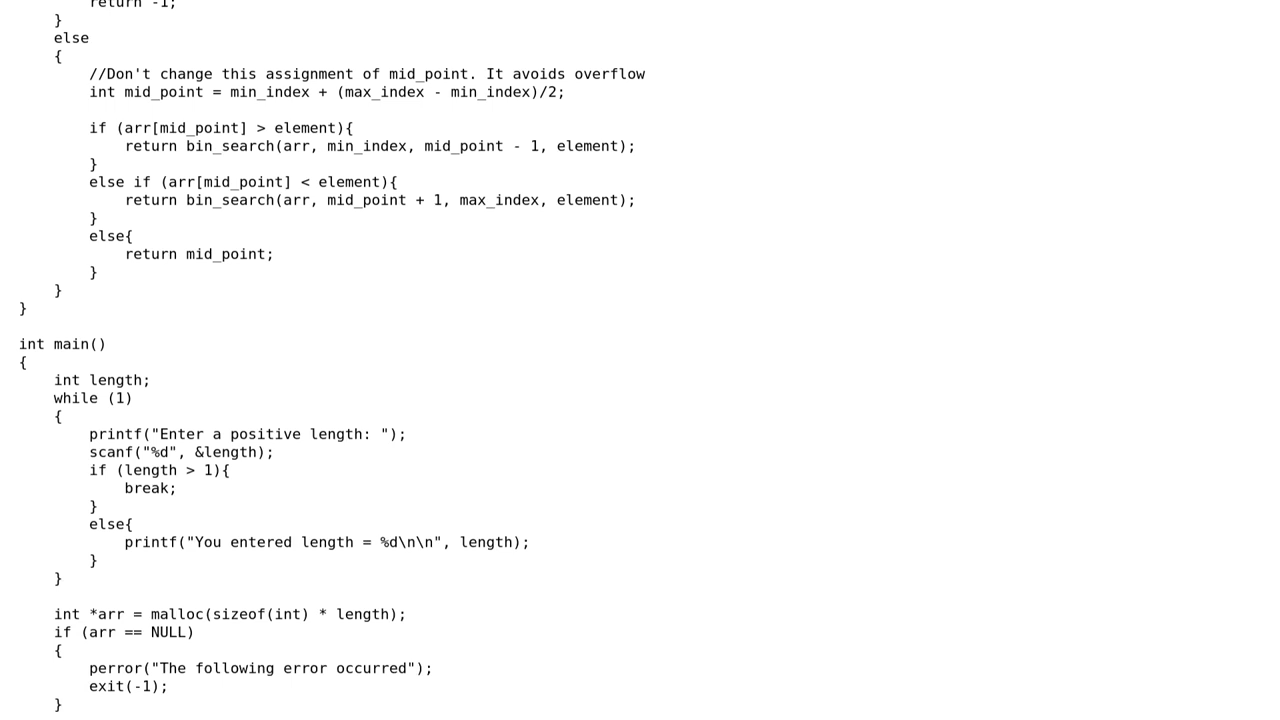 return -1;
    }
    else
    {
        //Don't change this assignment of mid_point. It avoids overflow
        int mid_point = min_index + (max_index - min_index)/2;

        if (arr[mid_point] > element){
            return bin_search(arr, min_index, mid_point - 1, element);
        }
        else if (arr[mid_point] < element){
            return bin_search(arr, mid_point + 1, max_index, element);
        }
        else{
            return mid_point;
        }
    }
}

int main()
{
    int length;
    while (1)
    {
        printf("Enter a positive length: ");
        scanf("%d", &length);
        if (length > 1){
            break;
        }
        else{
            printf("You entered length = %d\n\n", length);
        }
    }

    int *arr = malloc(sizeof(int) * length);
    if (arr == NULL)
    {
        perror("The following error occurred");
        exit(-1);
    }